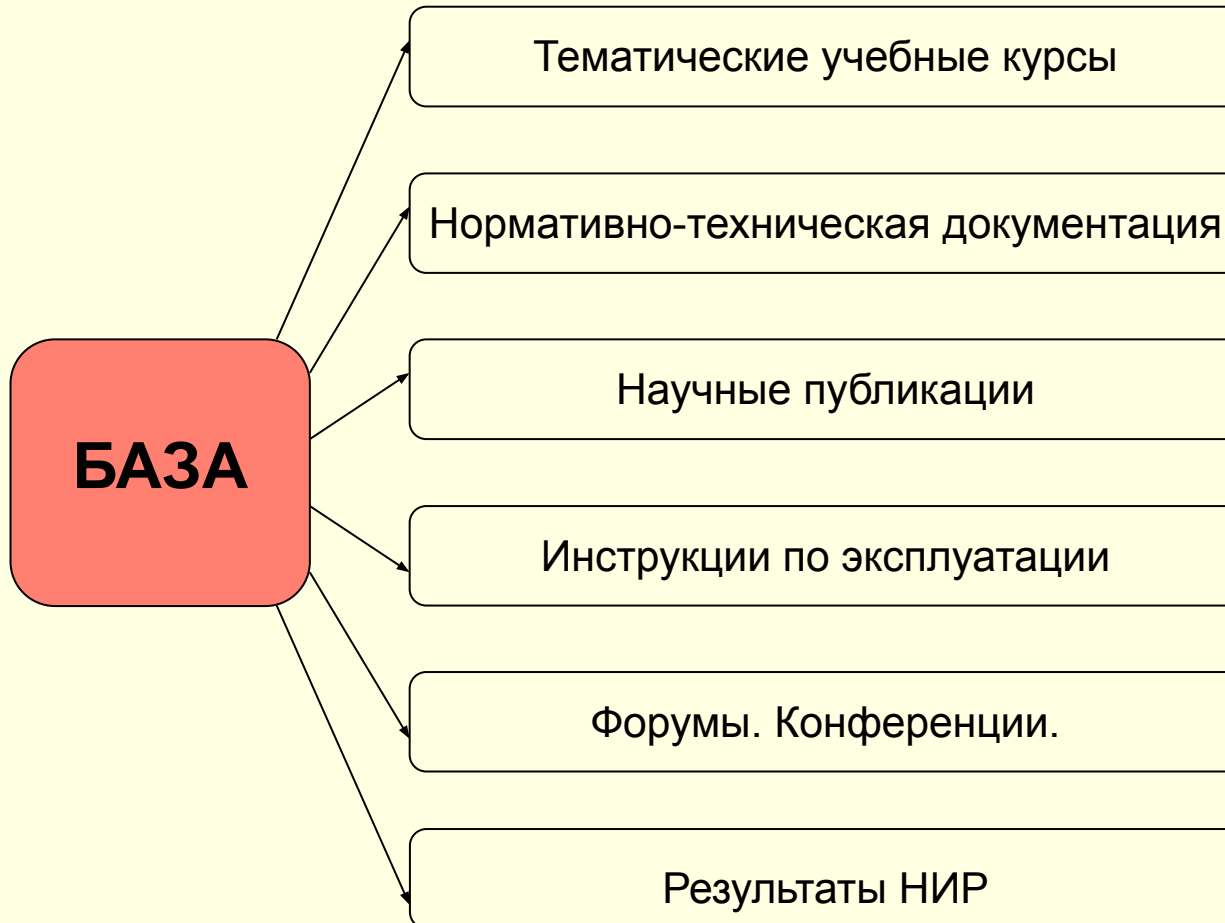 Тематические учебные курсы
Нормативно-техническая документация
Научные публикации
БАЗА
Инструкции по эксплуатации
Форумы. Конференции.
Результаты НИР